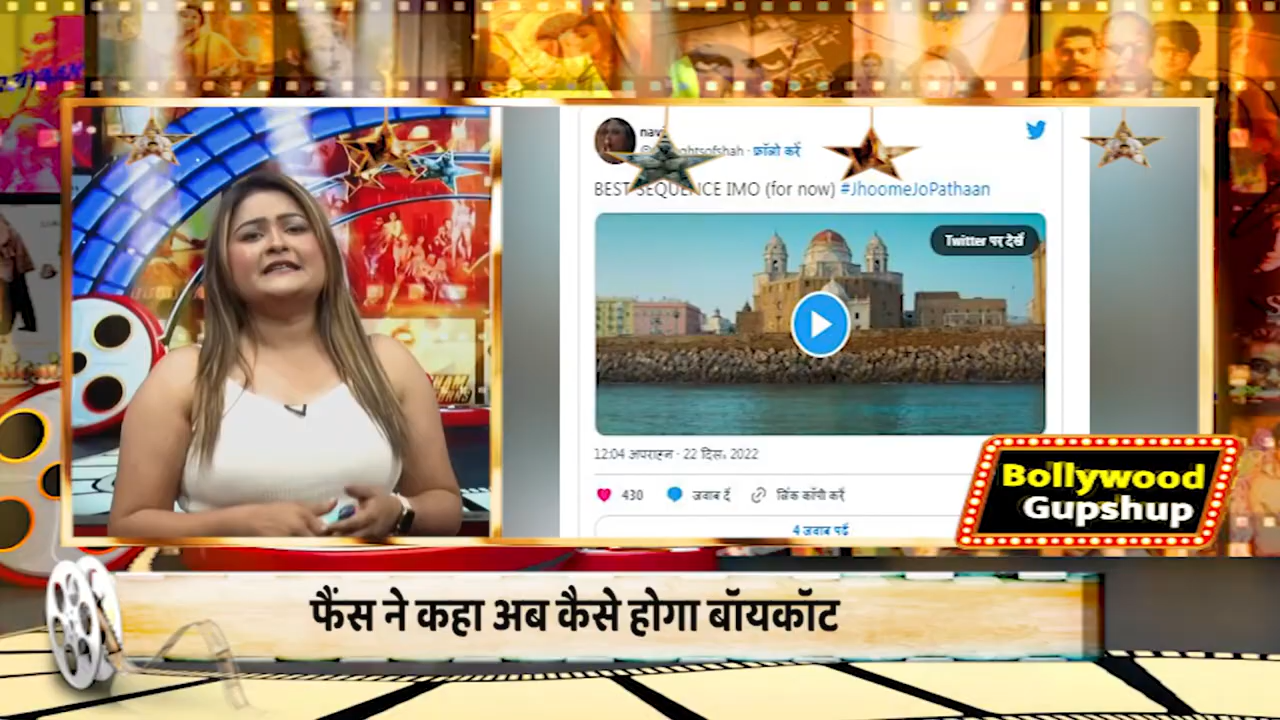 BEST SEQUENCE IMO (for now) #JhoomeJoPathaan
Twitter पर देखें
12:04 अपराह्न · 22 दिस॰ 2022
430 जवाब दें लिंक कॉपी करें
4 जवाब पढ़ें
फ़ॉलो करें
Bollywood
Gupshup
फैंस ने कहा अब कैसे होगा बॉयकॉट